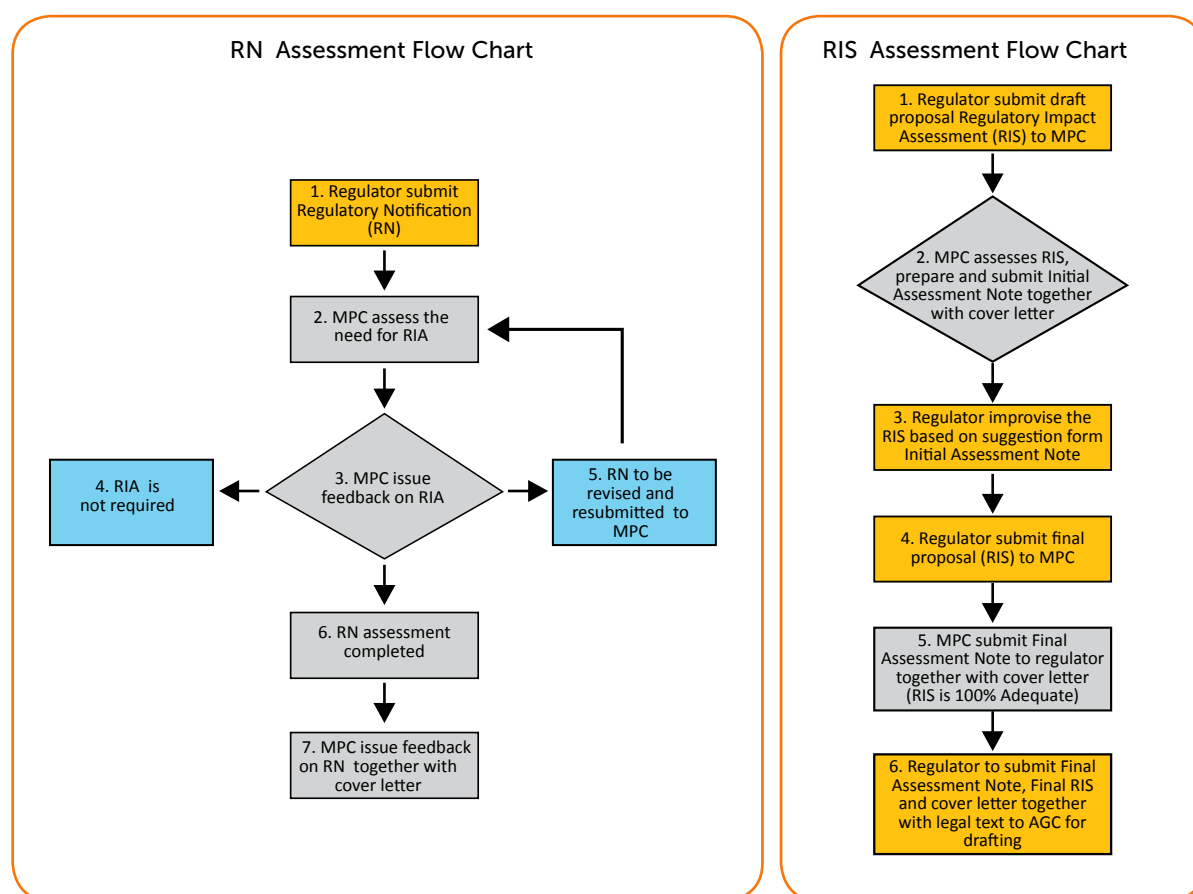 RN Assessment Flow Chart
1. Regulator submit
Regulatory Notification
(RN)
2. MPC assess the
need for RIA
3. MPC issue
feedback on RIA
4. RIA is
not required
5. RN to be
revised and
resubmitted to
MPC
6. RN assessment
completed
7. MPC issue feedback
on RN together with
cover letter
RIS Assessment Flow Chart
1. Regulator submit draft
proposal Regulatory Impact
Assessment (RIS) to MPC
2. MPC assesses RIS,
prepare and submit Initial
Assessment Note together
with cover letter
3. Regulator improvise the
RIS based on suggestion form
Initial Assessment Note
4. Regulator submit final
proposal (RIS) to MPC
5. MPC submit Final
Assessment Note to regulator
together with cover letter
(RIS is 100% Adequate)
6. Regulator to submit Final
Assessment Note, Final RIS
and cover letter together
with legal text to AGC for
drafting